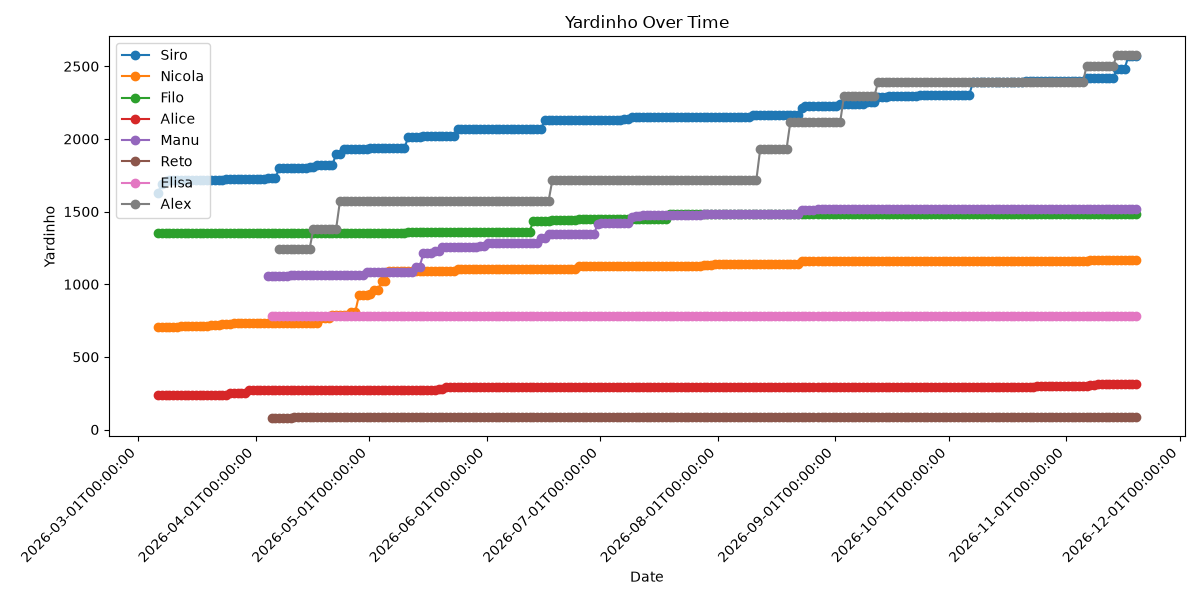 Yardinho Over Time
Siro
Nicola
Filo
Alice
Manu
Reto
Elisa
Alex
Yardinho
2500
2000
1500
1000
500
0
2026-03-01T00:00:00
2026-04-01T00:00:00
2026-05-01T00:00:00
2026-06-01T00:00:00
2026-07-01T00:00:00
2026-08-01T00:00:00
2026-09-01T00:00:00
2026-10-01T00:00:00
2026-11-01T00:00:00
2026-12-01T00:00:00
Date